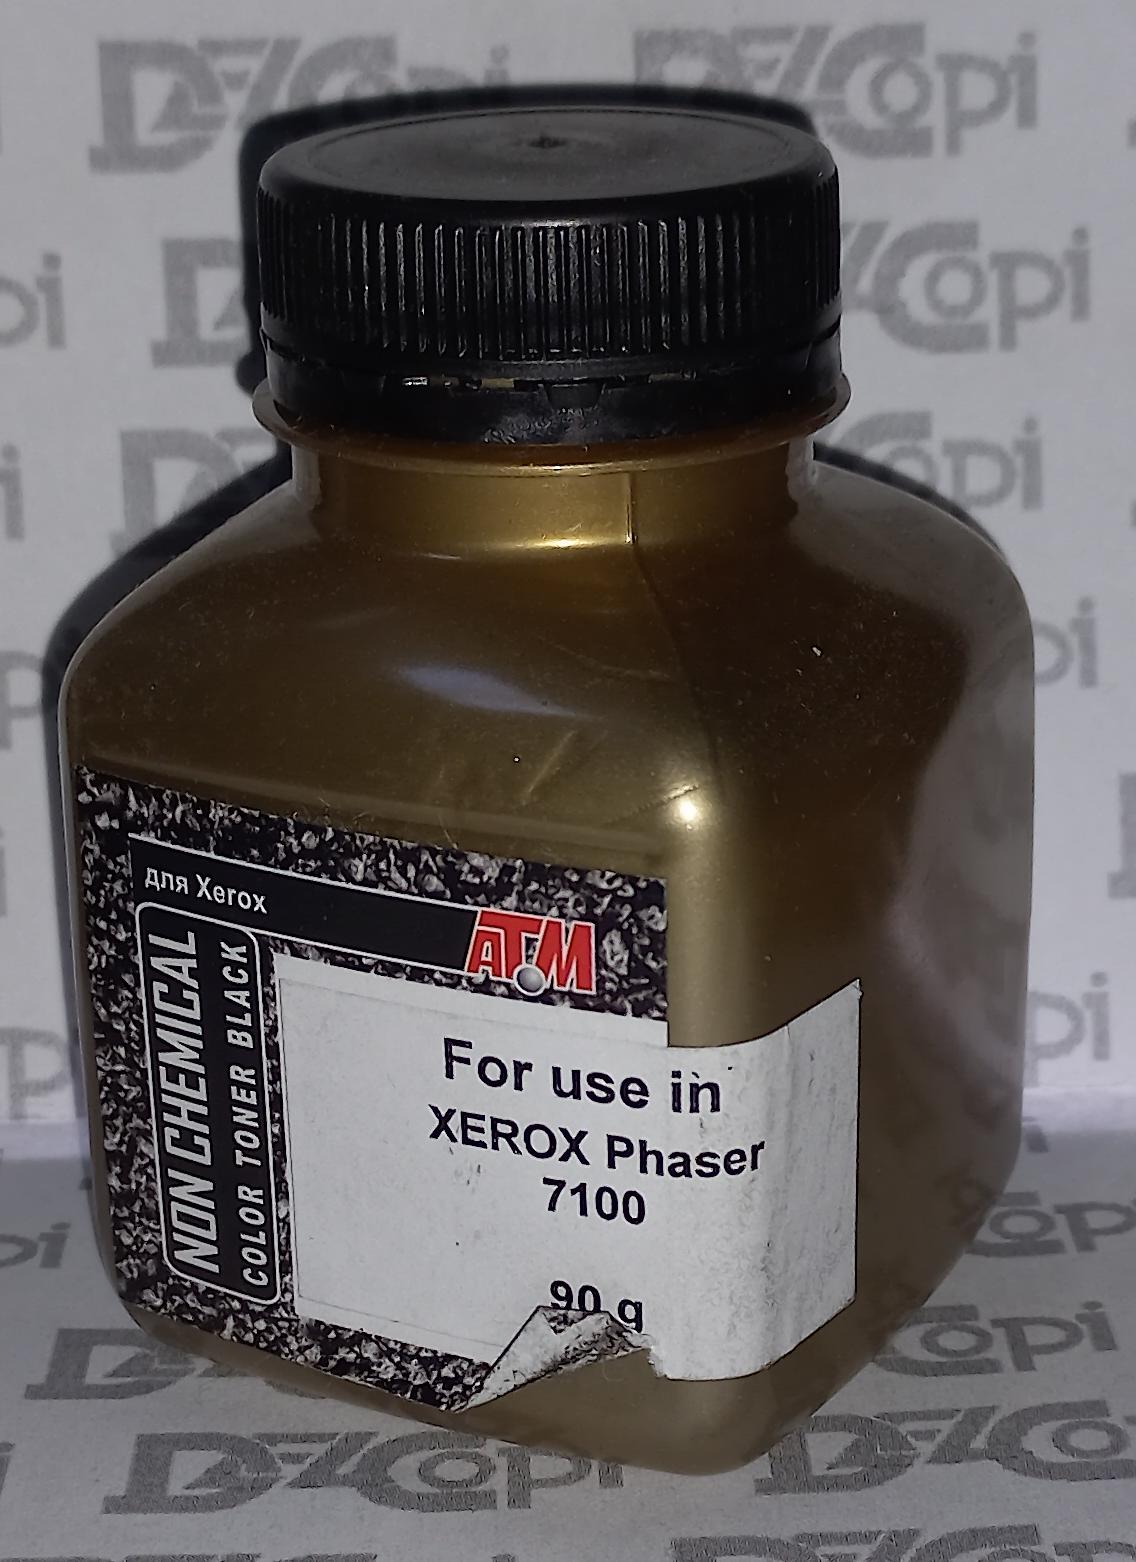 для Xerox
ATM
NON CHEMICAL
COLOR TONER BLACK
For use in
XEROX Phaser
7100
90 g